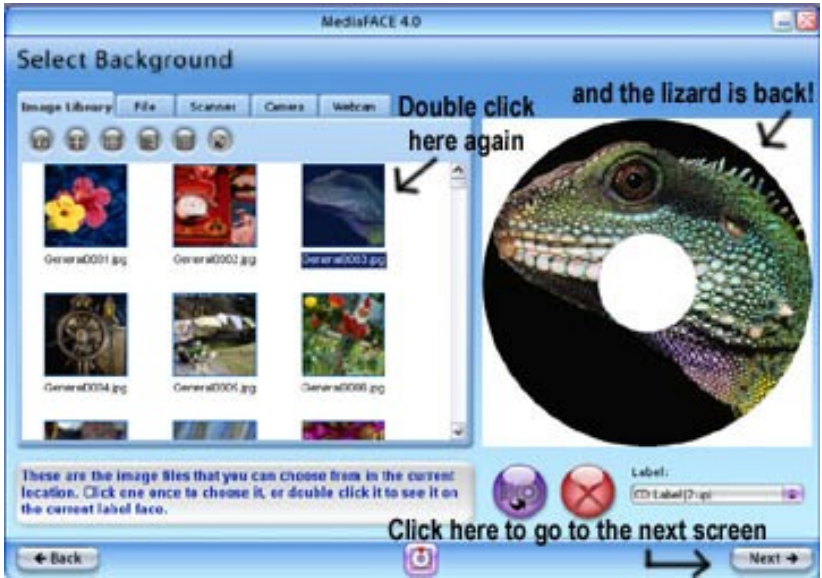 MediaFACE 4.0
Select Background
Image Library File Scanner Camera Webcam
Double click
here again
and the lizard is back!
General0001.jpg General0002.jpg General0003.jpg
General0004.jpg General0005.jpg General0006.jpg
These are the image files that you can choose from in the current
location. Click one once to choose it, or double click it to see it on
the current label face.
Label:
CD Label (2 up)
Click here to go to the next screen
Back
Next